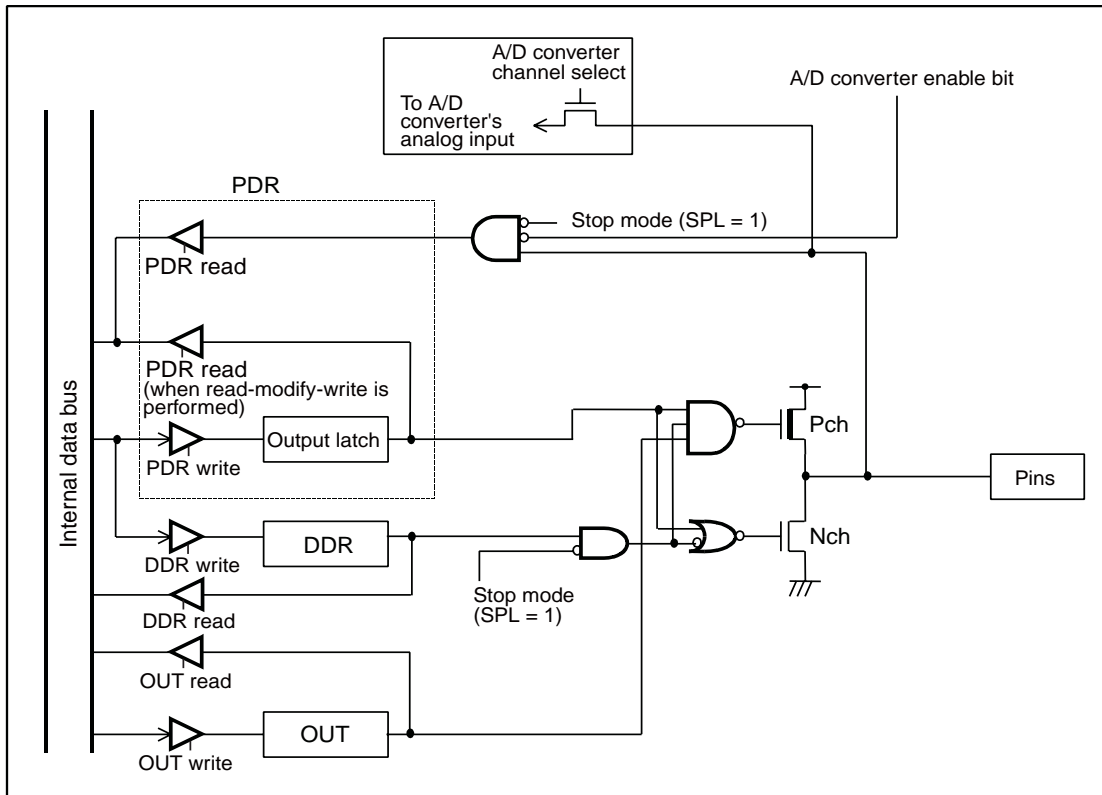 A/D converter
channel select
A/D converter enable bit
To A/D
converter's
analog input
PDR
Stop mode (SPL = 1)
PDR read
PDR read
(when read-modify-write is
performed)
Output latch
PDR write
Pch
Pins
Internal data bus
DDR
DDR write
Nch
Stop mode
(SPL = 1)
DDR read
OUT read
OUT
OUT write